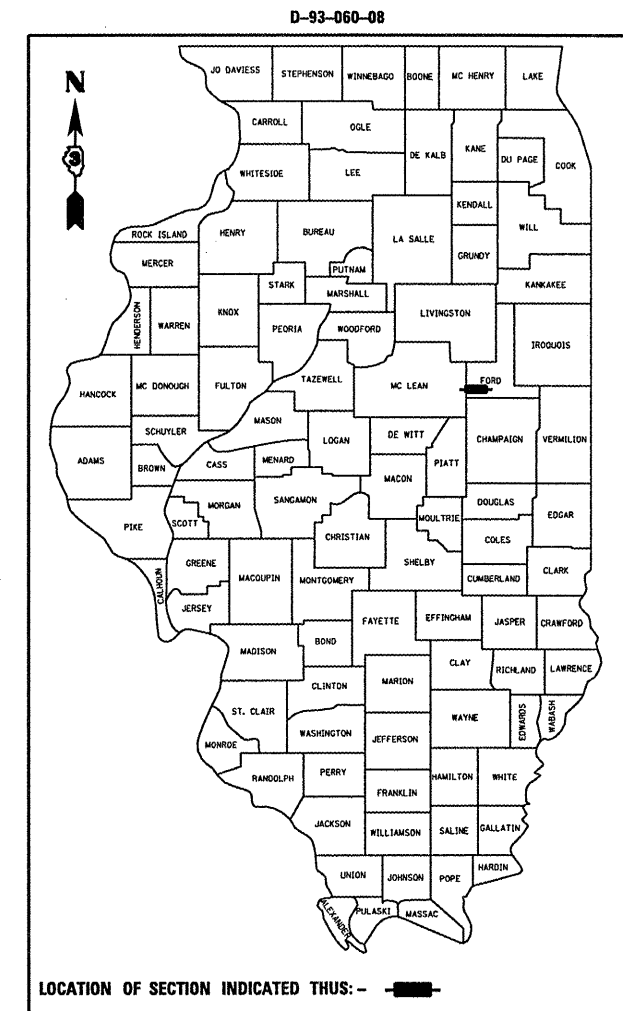 D-93-060-08
JO DAVIESS STEPHENSON WINNEBAGO BOONE MC HENRY LAKE
N
CARROLL OGLE
3
DE KALB KANE DU PAGE COOK
WHITESIDE LEE
KENDALL
ROCK ISLAND HENRY BUREAU LA SALLE WILL
MERCER PUTNAM GRUNDY
STARK MARSHALL KANKAKEE
HENDERSON WARREN KNOX PEORIA WOODFORD LIVINGSTON IROQUOIS
HANCOCK MC DONOUGH FULTON TAZEWELL MC LEAN FORD
MASON
SCHUYLER LOGAN DE WITT CHAMPAIGN VERMILION
ADAMS BROWN CASS MENARD PIATT
MACON
MORGAN SANGAMON DOUGLAS
PIKE SCOTT CHRISTIAN MOULTRIE COLES EDGAR
GREENE SHELBY CLARK
CALHOUN MACOUPIN MONTGOMERY CUMBERLAND
JERSEY FAYETTE EFFINGHAM JASPER CRAWFORD
MADISON BOND
CLAY RICHLAND LAWRENCE
CLINTON MARION
ST. CLAIR WAYNE EDWARDS WABASH
MONROE WASHINGTON JEFFERSON
RANDOLPH PERRY HAMILTON WHITE
FRANKLIN
JACKSON WILLIAMSON SALINE GALLATIN
UNION JOHNSON POPE HARDIN
ALEXANDER PULASKI MASSAC
LOCATION OF SECTION INDICATED THUS: -